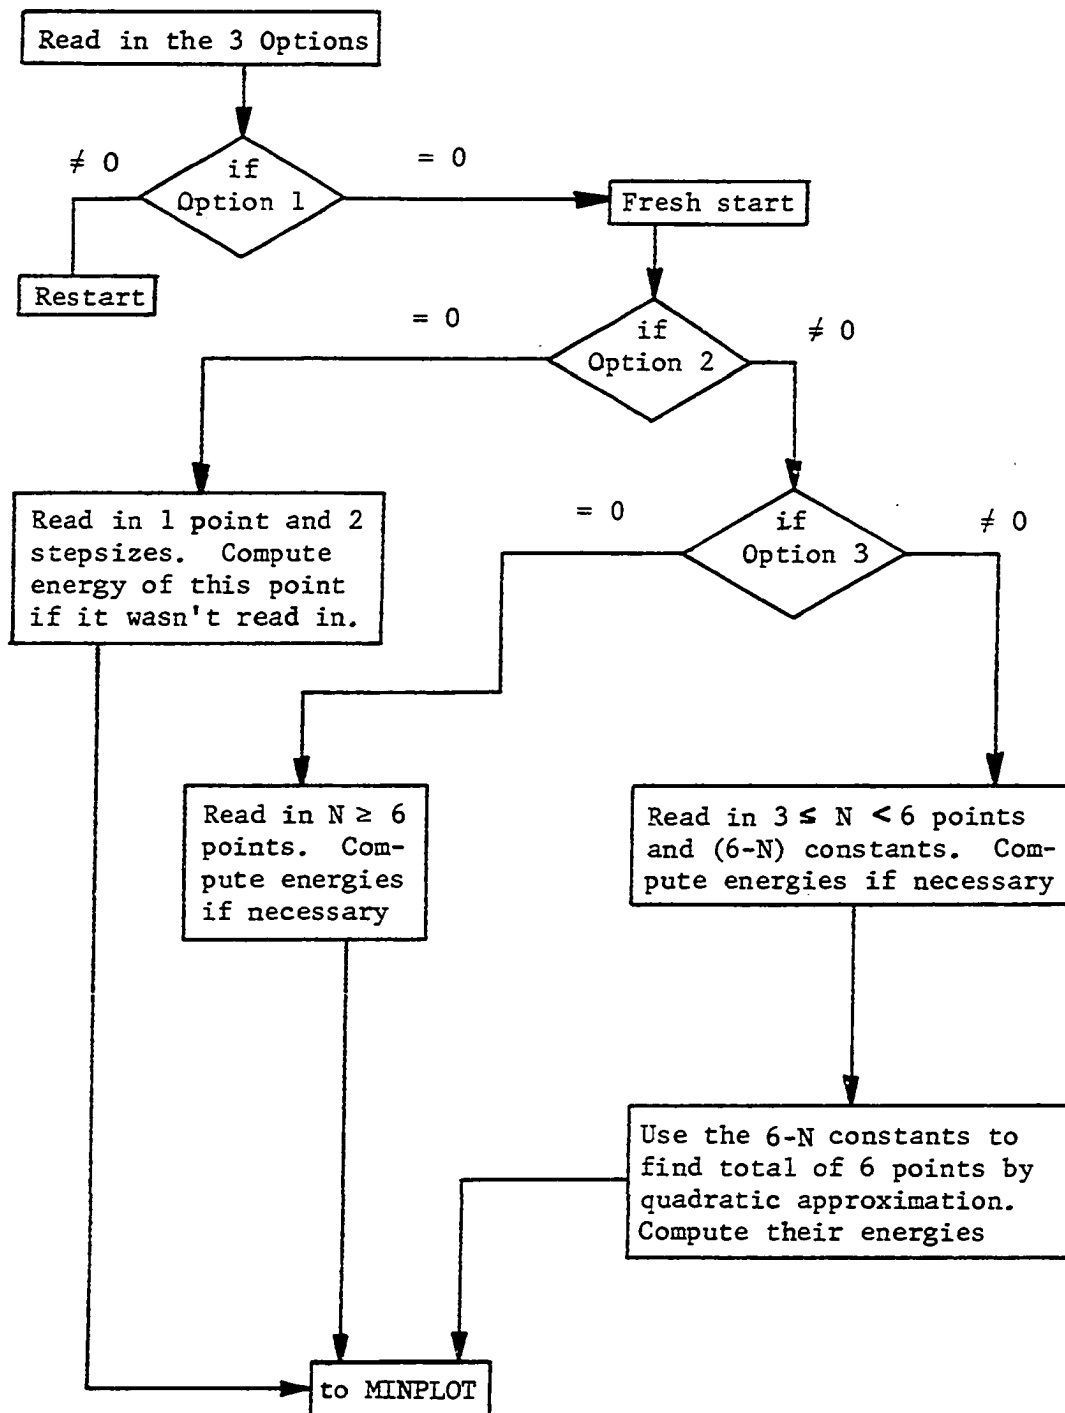 Read in the 3 Options
≠ 0
= 0
if
Option 1
Fresh start
Restart
= 0
if
Option 2
≠ 0
Read in 1 point and 2
stepsizes. Compute
energy of this point
if it wasn't read in.
= 0
if
Option 3
≠ 0
Read in N ≥ 6
points. Com-
pute energies
if necessary
Read in 3 ≤ N < 6 points
and (6-N) constants. Com-
pute energies if necessary
Use the 6-N constants to
find total of 6 points by
quadratic approximation.
Compute their energies
to MINPLOT